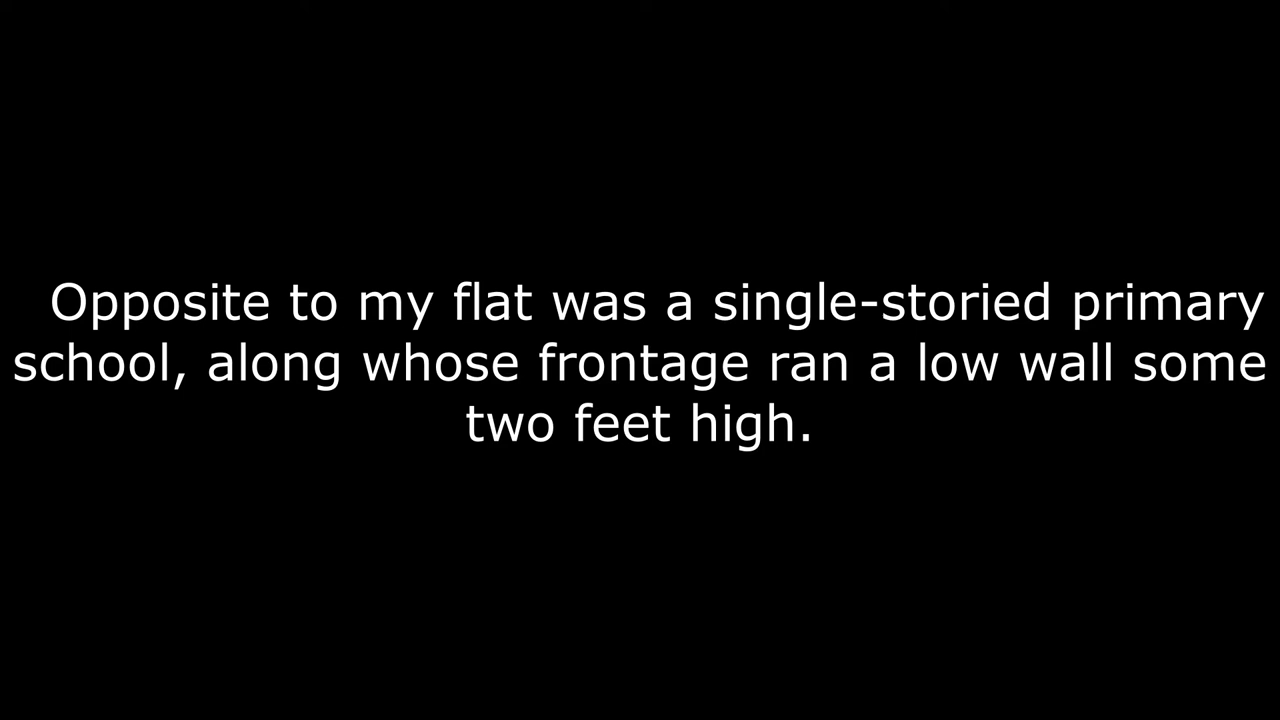 Opposite to my flat was a single-storied primary
school, along whose frontage ran a low wall some
two feet high.